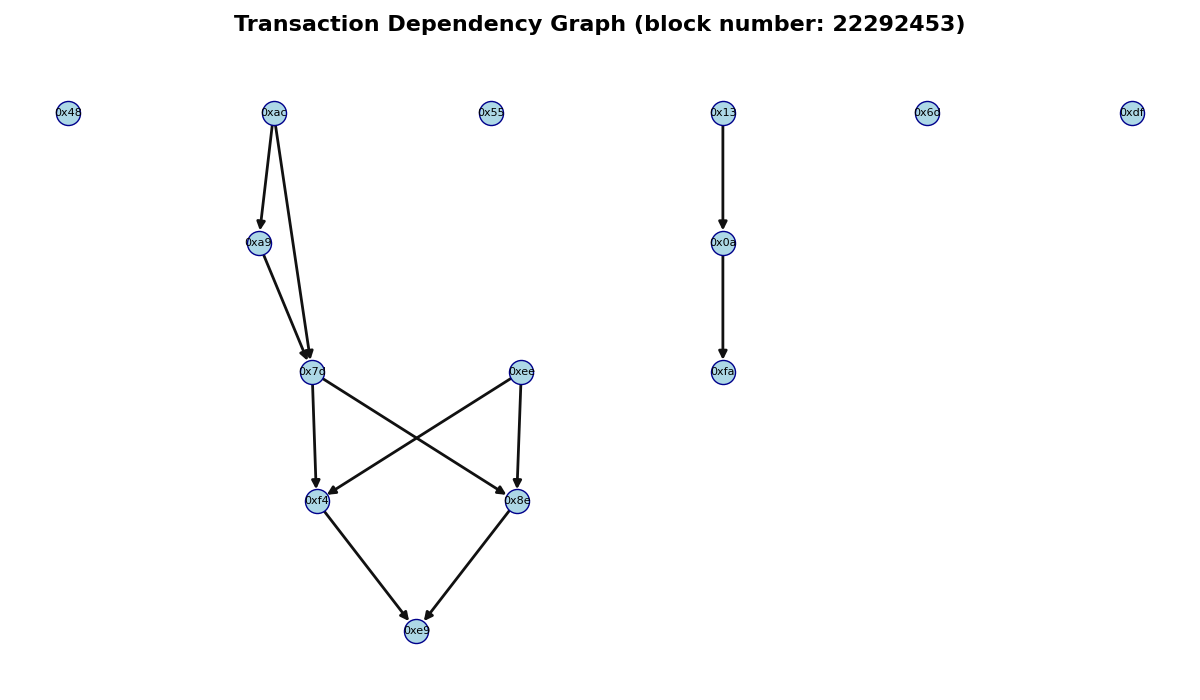 Transaction Dependency Graph (block number: 22292453)
0x48
0xac
0x55
0x13
0x6d
0xdf
0xa9
0x0a
0x7d
0xee
0xfa
0xf4
0x8e
0xe9